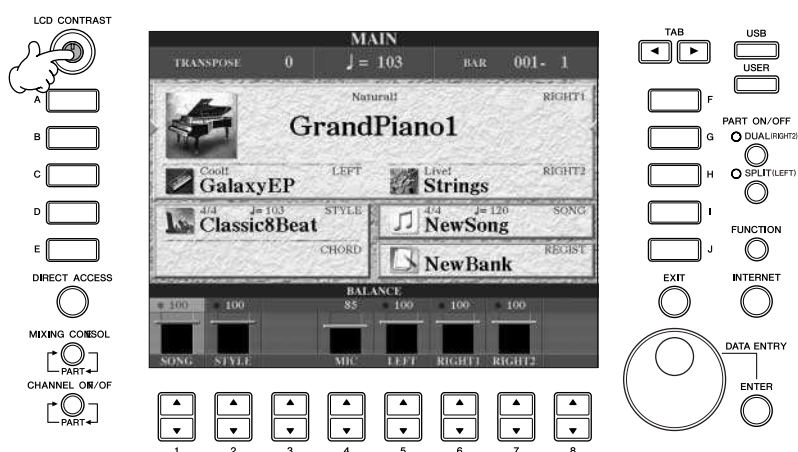 LCD CONTRAST
A
B
C
D
E
DIRECT ACCESS
MIXING CONSOL
PART
CHANNEL ON/OF
PART
MAIN
TRANSPOSE 0 ♩= 103 BAR 001- 1
Natural! RIGHT1
GrandPiano1
Cool! LEFT
GalaxyEP
Live! RIGHT2
Strings
4/4 ♩= 103 STYLE
Classic8Beat
CHORD
4/4 ♩= 120 SONG
NewSong
REGIST
NewBank
BALANCE
100 100 85 100 100 100
SONG STYLE MIC LEFT RIGHT1 RIGHT2
1 2 3 4 5 6 7 8
TAB
USB
USER
F
G
H
I
J
PART ON/OFF
DUAL(RIGHT2)
SPLIT(LEFT)
FUNCTION
EXIT
INTERNET
DATA ENTRY
ENTER